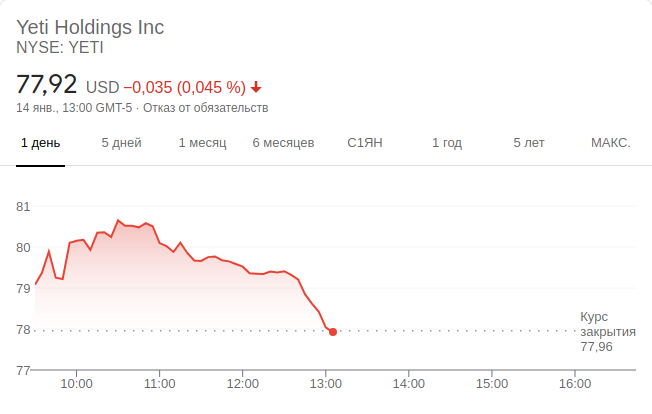 Yeti Holdings Inc
NYSE: YETI
77,92 USD −0,035 (0,045 %)
14 янв., 13:00 GMT-5 · Отказ от обязательств
1 день 5 дней 1 месяц 6 месяцев С1ЯН 1 год 5 лет МАКС.
81
80
79
78
77
Курс
закрытия
77,96
10:00 11:00 12:00 13:00 14:00 15:00 16:00